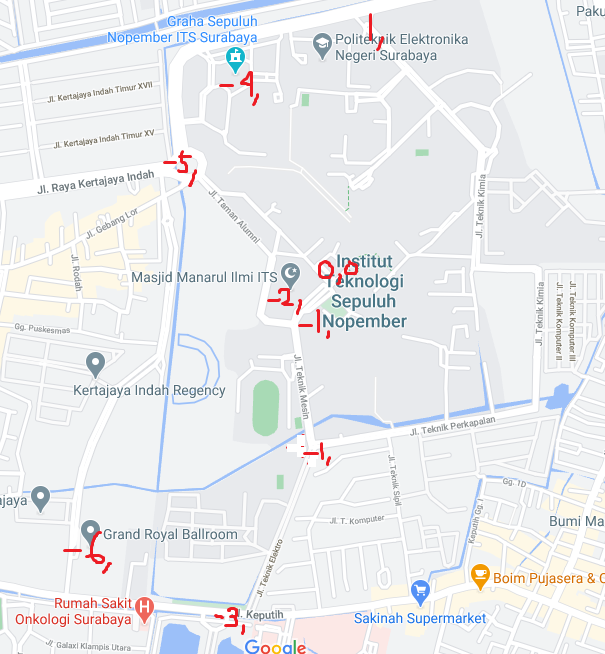 Graha Sepuluh
Nopember ITS Surabaya
1,
Politeknik Elektronika
Negeri Surabaya
Paku
-4,
Jl. Kertajaya Indah Timur XVII
Jl. Kertajaya Indah Timur XV
-5,
Jl. Raya Kertajaya Indah
Jl. Teknik Kimia
Jl. Taman Alumni
Jl. Gebang Lor
Jl. Rodah
Masjid Manarul Ilmi ITS
0,0
Institut
Teknologi
Sepuluh
Nopember
-2,
-1,
Jl. Teknik Kimia
Jl. Teknik Komputer III
Jl. Teknik Komputer II
Gg. Puskesmas
Kertajaya Indah Regency
Jl. Teknik Mesin
Jl. Teknik Perkapalan
-1,
Jl. Teknik Sipil
Gg. 1D
Keputih Gg. I
ajaya
Jl. T. Komputer
Bumi Ma
Grand Royal Ballroom
-6,
Jl. Teknik Elektro
Boim Pujasera & C
Rumah Sakit
Onkologi Surabaya
Jl. Keputih
-3,
Sakinah Supermarket
Jl. Galaxi Klampis Utara
Google